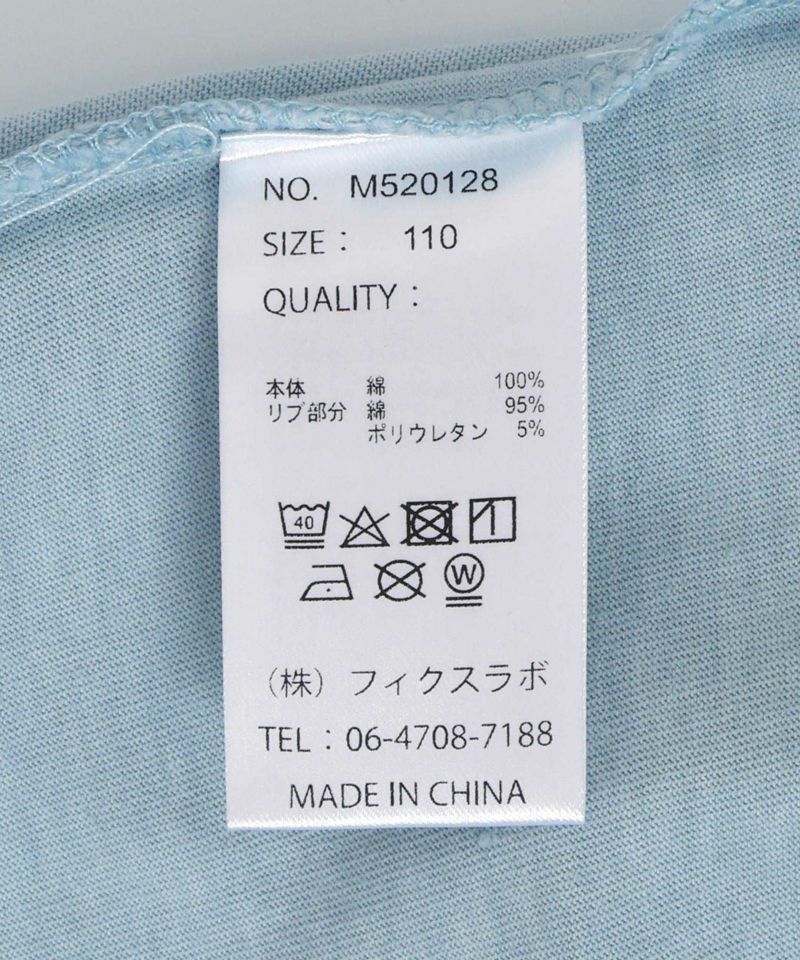 NO. M520128
SIZE： 110
QUALITY：
本体 綿 100%
リブ部分 綿 95%
ポリウレタン 5%
40
W
（株）フィクスラボ
TEL：06-4708-7188
MADE IN CHINA